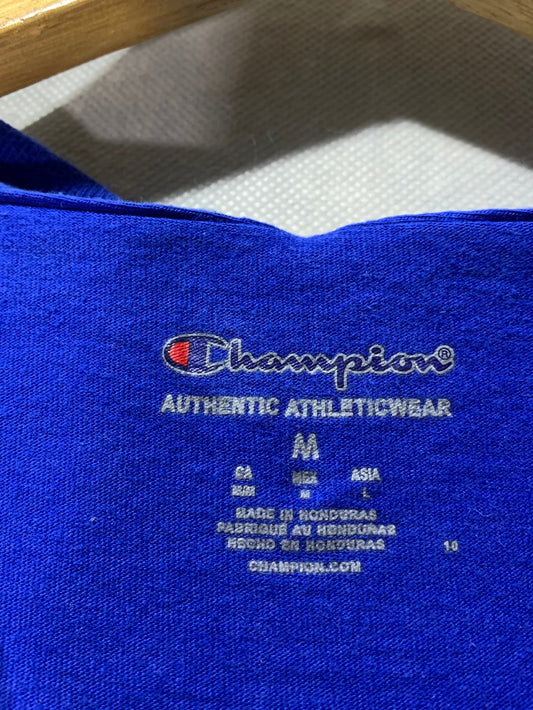 Champion®
AUTHENTIC ATHLETICWEAR
M
CA MEX ASIA
M/M M L
MADE IN HONDURAS
FABRIQUÉ AU HONDURAS
HECHO EN HONDURAS
10
CHAMPION.COM